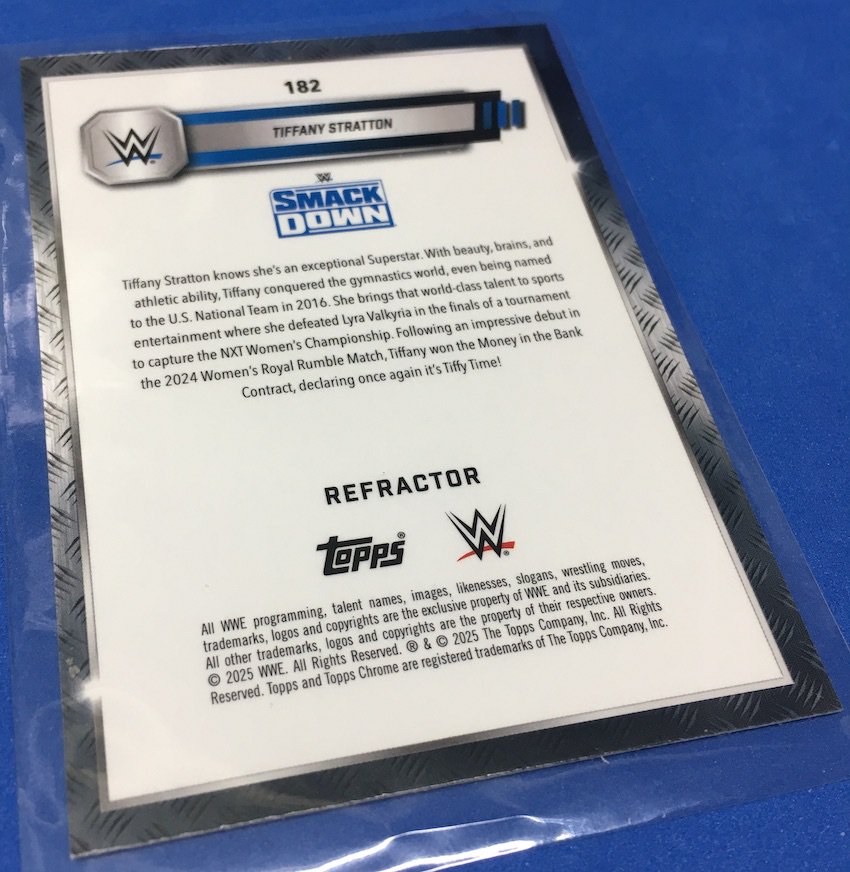 182
W
TIFFANY STRATTON
W
SMACK
DOWN
Tiffany Stratton knows she's an exceptional Superstar. With beauty, brains, and
athletic ability, Tiffany conquered the gymnastics world, even being named
to the U.S. National Team in 2016. She brings that world-class talent to sports
entertainment where she defeated Lyra Valkyria in the finals of a tournament
to capture the NXT Women's Championship. Following an impressive debut in
the 2024 Women's Royal Rumble Match, Tiffany won the Money in the Bank
Contract, declaring once again it's Tiffy Time!
REFRACTOR
topps® W®
All WWE programming, talent names, images, likenesses, slogans, wrestling moves,
trademarks, logos and copyrights are the exclusive property of WWE and its subsidiaries.
All other trademarks, logos and copyrights are the property of their respective owners.
© 2025 WWE. All Rights Reserved. ® & © 2025 The Topps Company, Inc. All Rights
Reserved. Topps and Topps Chrome are registered trademarks of The Topps Company, Inc.